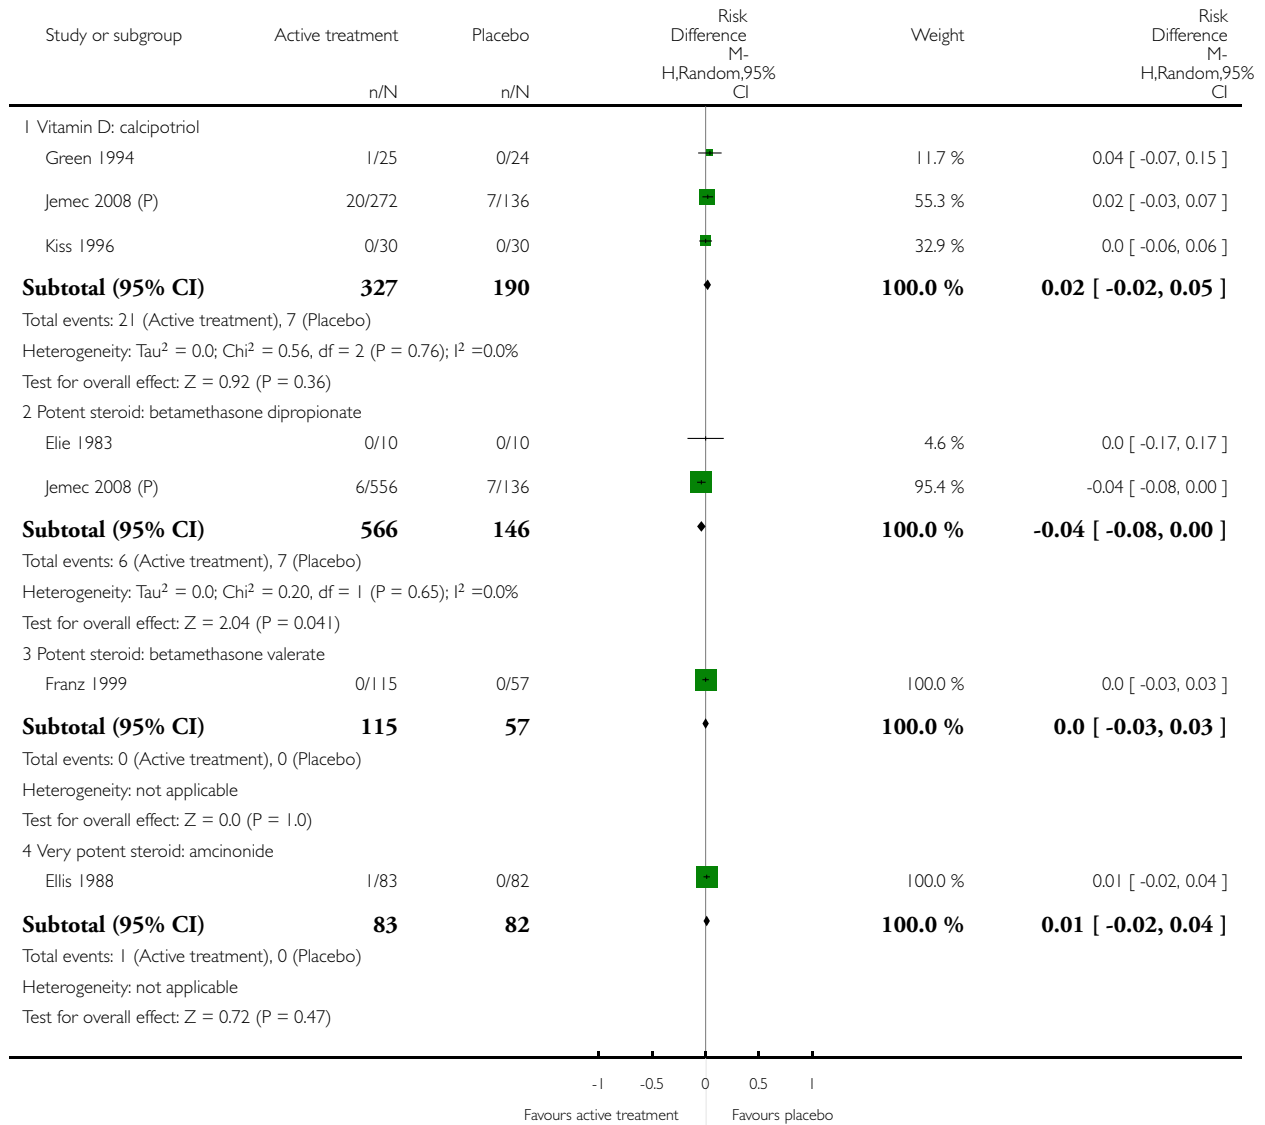 Risk
Study or subgroup Active treatment Placebo Difference Weight Risk Difference
M-
H,Random,95%
CI
M-
H,Random,95%
CI
n/N n/N
1 Vitamin D: calcipotriol
Green 1994 1/25 0/24 11.7 % 0.04 [ -0.07, 0.15 ]
Jemec 2008 (P) 20/272 7/136 55.3 % 0.02 [ -0.03, 0.07 ]
Kiss 1996 0/30 0/30 32.9 % 0.0 [ -0.06, 0.06 ]
Subtotal (95% CI) 327 190 100.0 % 0.02 [ -0.02, 0.05 ]
Total events: 21 (Active treatment), 7 (Placebo)
Heterogeneity: Tau² = 0.0; Chi² = 0.56, df = 2 (P = 0.76); I² =0.0%
Test for overall effect: Z = 0.92 (P = 0.36)
2 Potent steroid: betamethasone dipropionate
Elie 1983 0/10 0/10 4.6 % 0.0 [ -0.17, 0.17 ]
Jemec 2008 (P) 6/556 7/136 95.4 % -0.04 [ -0.08, 0.00 ]
Subtotal (95% CI) 566 146 100.0 % -0.04 [ -0.08, 0.00 ]
Total events: 6 (Active treatment), 7 (Placebo)
Heterogeneity: Tau² = 0.0; Chi² = 0.20, df = 1 (P = 0.65); I² =0.0%
Test for overall effect: Z = 2.04 (P = 0.041)
3 Potent steroid: betamethasone valerate
Franz 1999 0/115 0/57 100.0 % 0.0 [ -0.03, 0.03 ]
Subtotal (95% CI) 115 57 100.0 % 0.0 [ -0.03, 0.03 ]
Total events: 0 (Active treatment), 0 (Placebo)
Heterogeneity: not applicable
Test for overall effect: Z = 0.0 (P = 1.0)
4 Very potent steroid: amcinonide
Ellis 1988 1/83 0/82 100.0 % 0.01 [ -0.02, 0.04 ]
Subtotal (95% CI) 83 82 100.0 % 0.01 [ -0.02, 0.04 ]
Total events: 1 (Active treatment), 0 (Placebo)
Heterogeneity: not applicable
Test for overall effect: Z = 0.72 (P = 0.47)
-1 -0.5 0 0.5 1
Favours active treatment Favours placebo